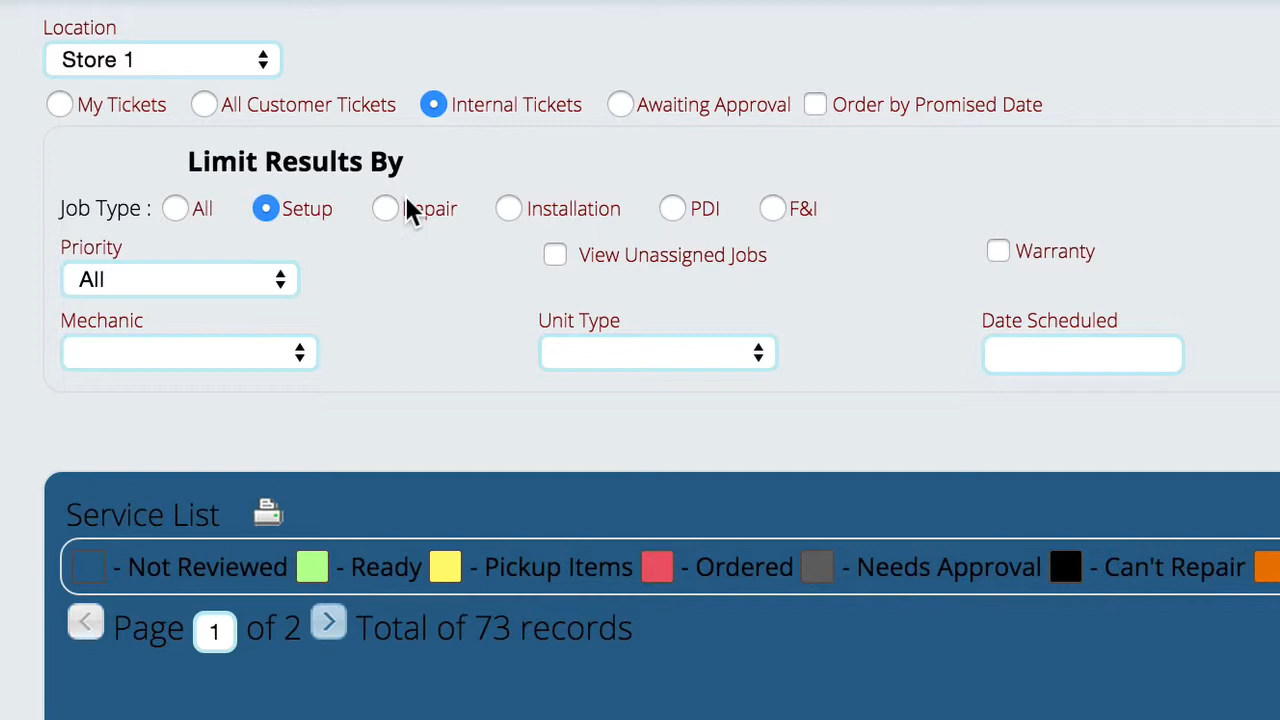 Location
Store 1
My Tickets All Customer Tickets Internal Tickets Awaiting Approval Order by Promised Date
Limit Results By
Job Type : All Setup Repair Installation PDI F&I
Priority
All
View Unassigned Jobs
Warranty
Mechanic
Unit Type
Date Scheduled
Service List
- Not Reviewed - Ready - Pickup Items - Ordered - Needs Approval - Can't Repair
Page 1 of 2 Total of 73 records